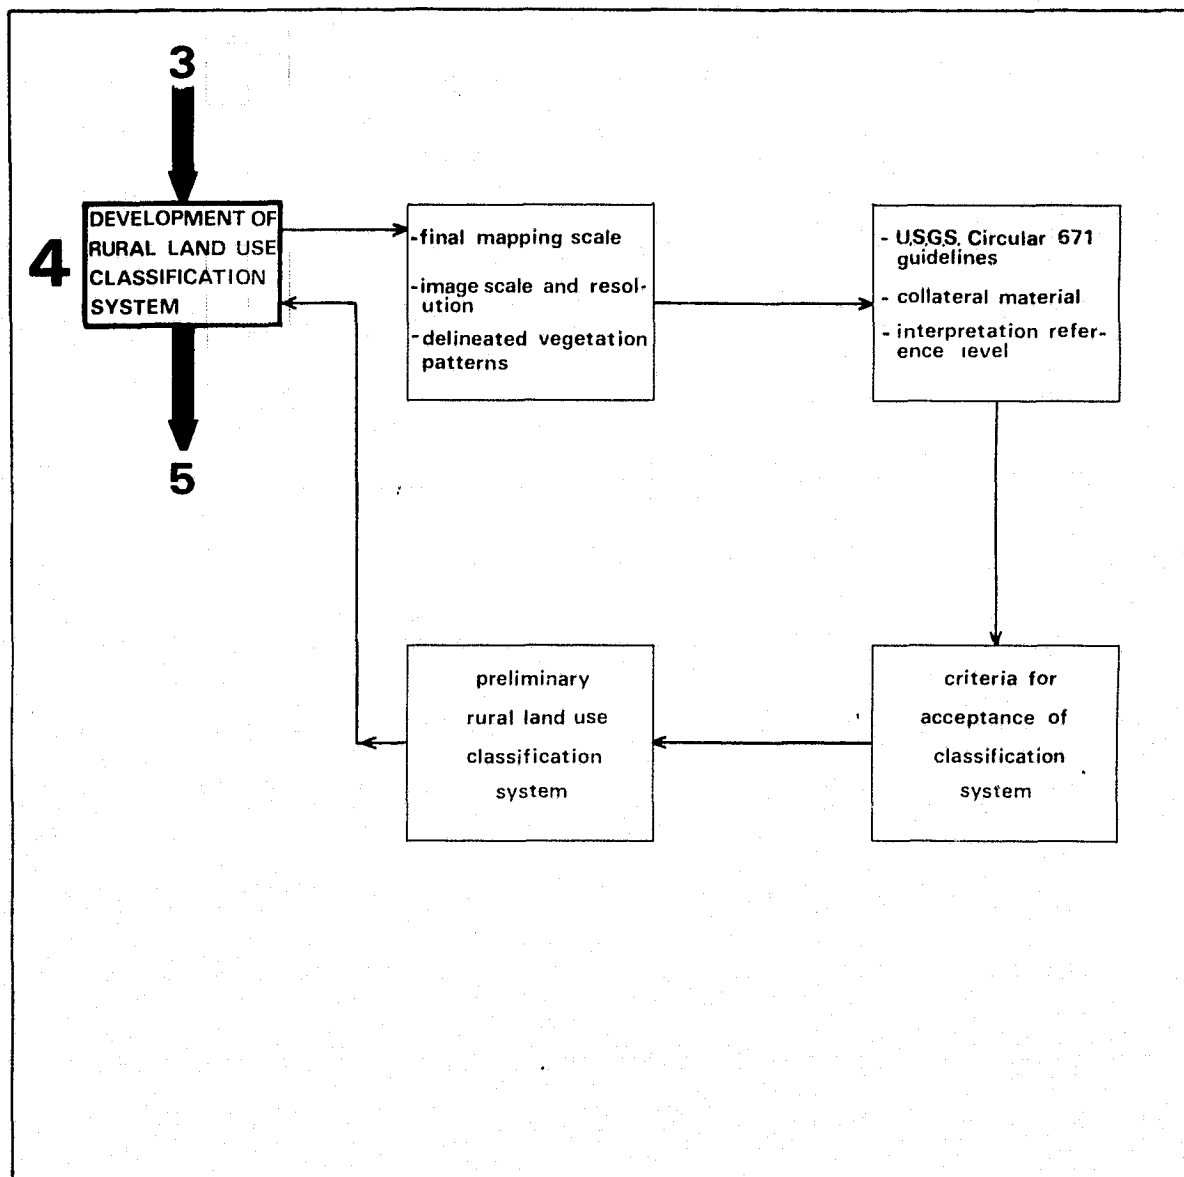 3
4
DEVELOPMENT OF
RURAL LAND USE
CLASSIFICATION
SYSTEM
5
-final mapping scale
-image scale and resol-
ution
-delineated vegetation
patterns
- U.S.G.S. Circular 671
guidelines
- collateral material
- interpretation refer-
ence level
criteria for
acceptance of
classification
system
preliminary
rural land use
classification
system